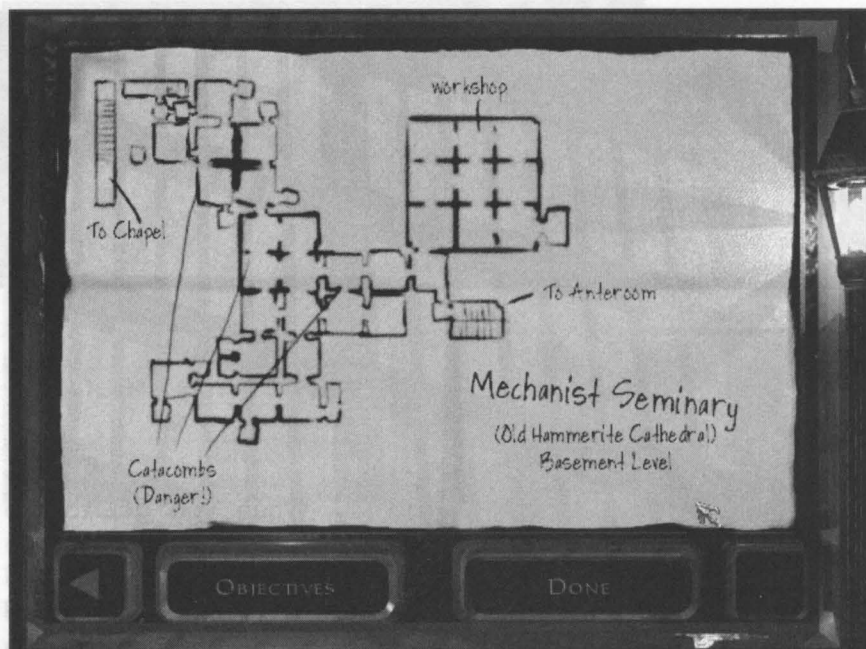 workshop
To Chapel
To Anteroom
Mechanist Seminary
(Old Hammerite Cathedral)
Basement Level
Catacombs
(Danger!)
OBJECTIVES
DONE